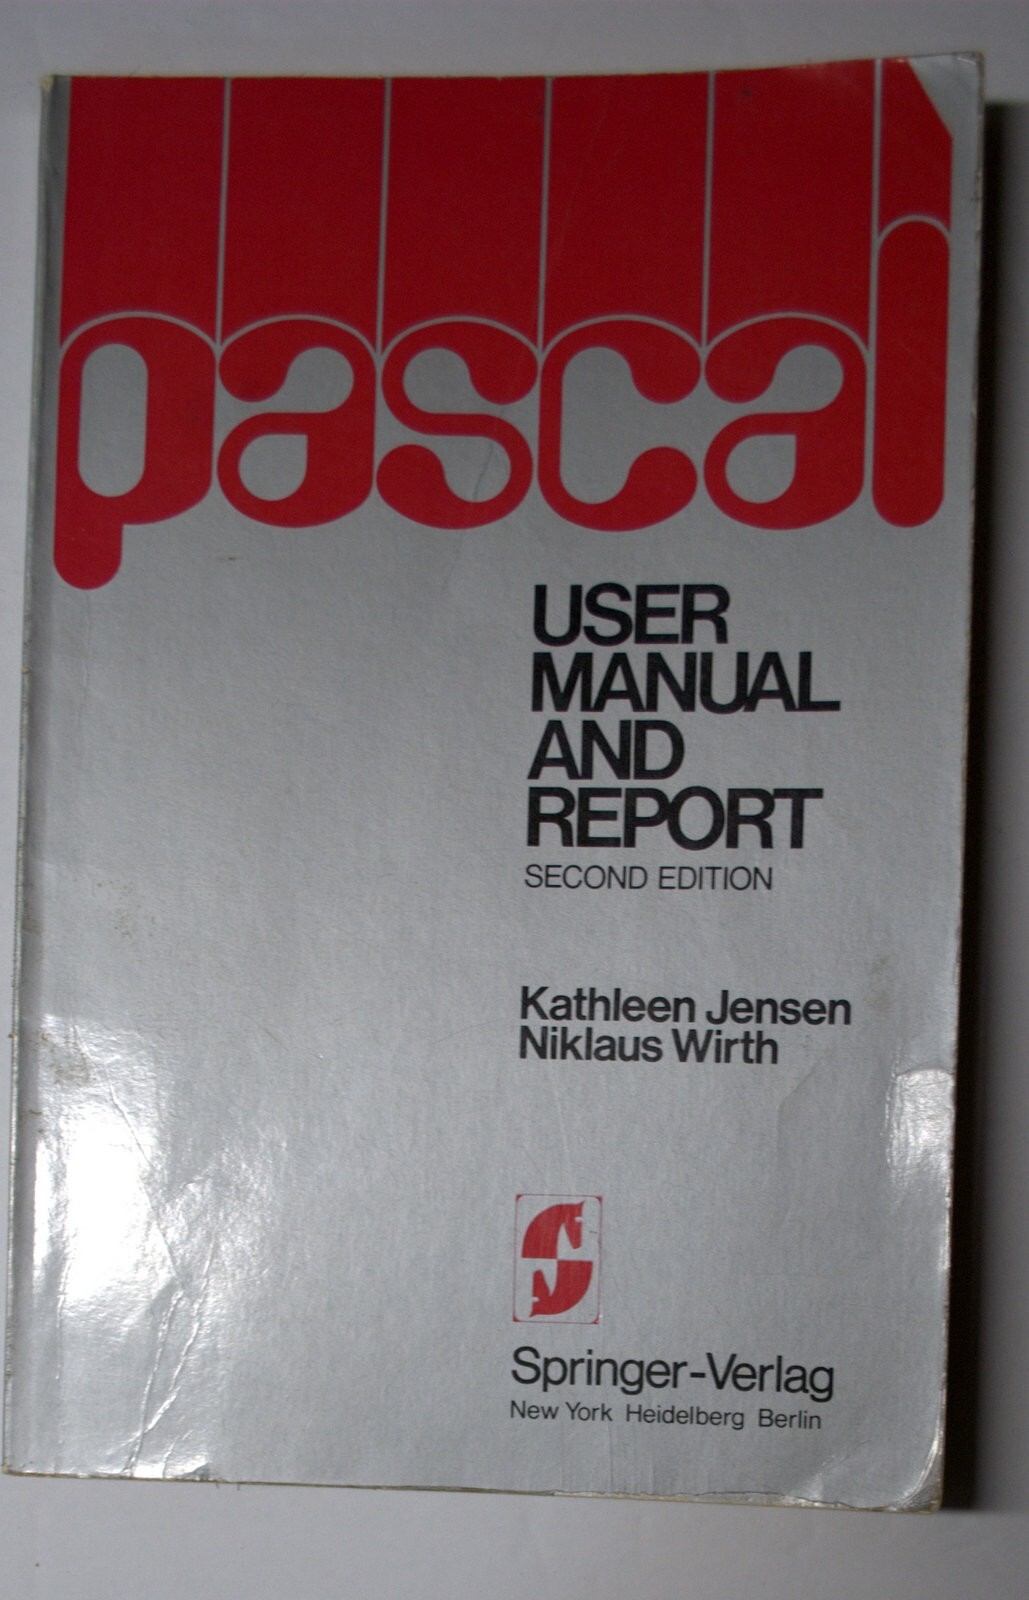 pascal
USER
MANUAL
AND
REPORT
SECOND EDITION
Kathleen Jensen
Niklaus Wirth
Springer-Verlag
New York Heidelberg Berlin